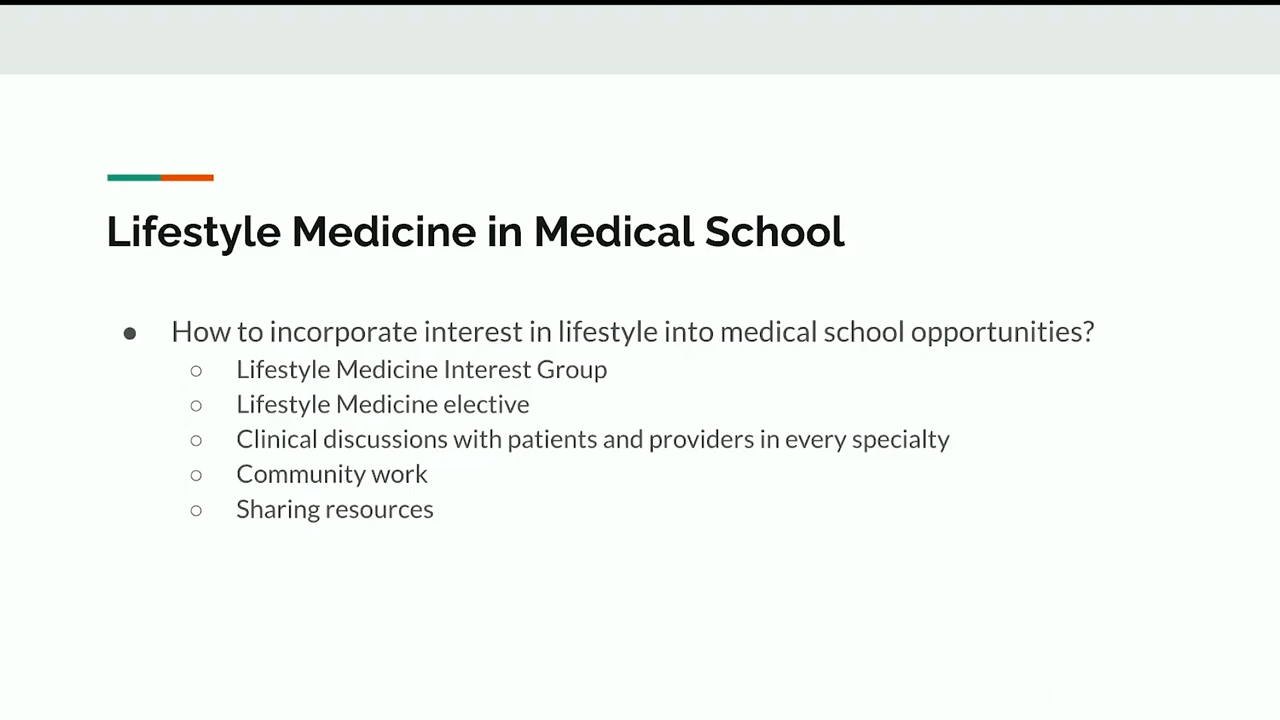 Lifestyle Medicine in Medical School
● How to incorporate interest in lifestyle into medical school opportunities?
○ Lifestyle Medicine Interest Group
○ Lifestyle Medicine elective
○ Clinical discussions with patients and providers in every specialty
○ Community work
○ Sharing resources